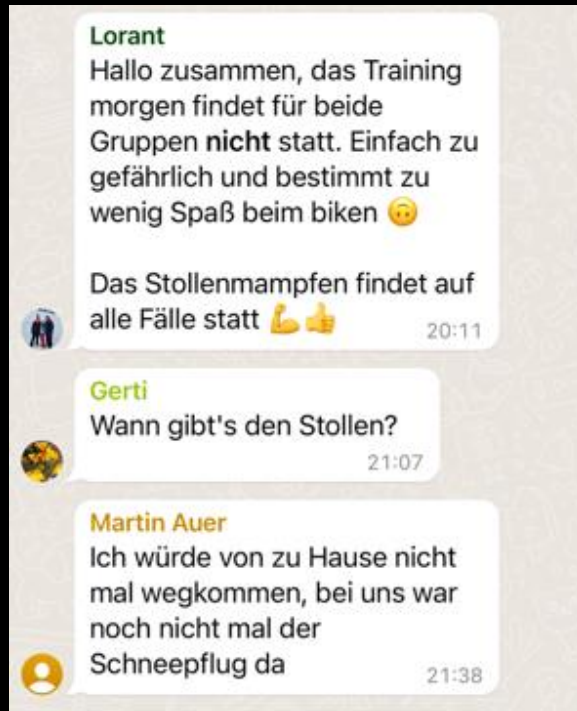 Lorant
Hallo zusammen, das Training
morgen findet für beide
Gruppen nicht statt. Einfach zu
gefährlich und bestimmt zu
wenig Spaß beim biken 🙃
Das Stollenmampfen findet auf
alle Fälle statt 💪👍
20:11
Gerti
Wann gibt's den Stollen?
21:07
Martin Auer
Ich würde von zu Hause nicht
mal wegkommen, bei uns war
noch nicht mal der
Schneepflug da
21:38